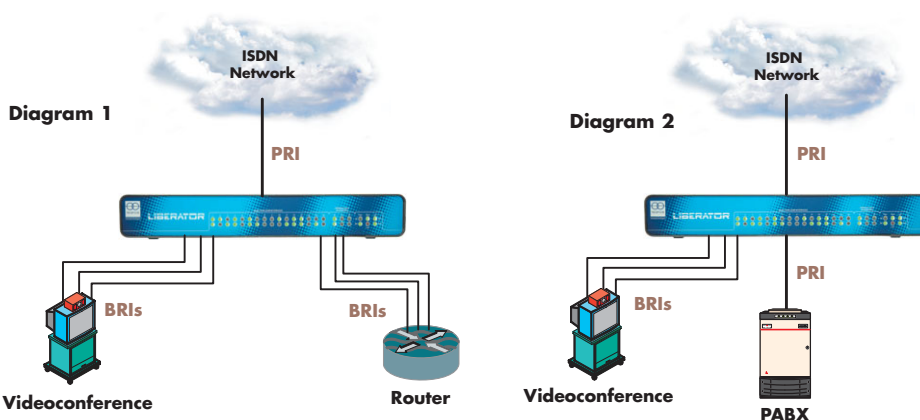 ISDN
Network
Diagram 1
PRI
LIBERATOR
BRIs
BRIs
Videoconference
Router
ISDN
Network
Diagram 2
PRI
LIBERATOR
PRI
BRIs
Videoconference
PABX